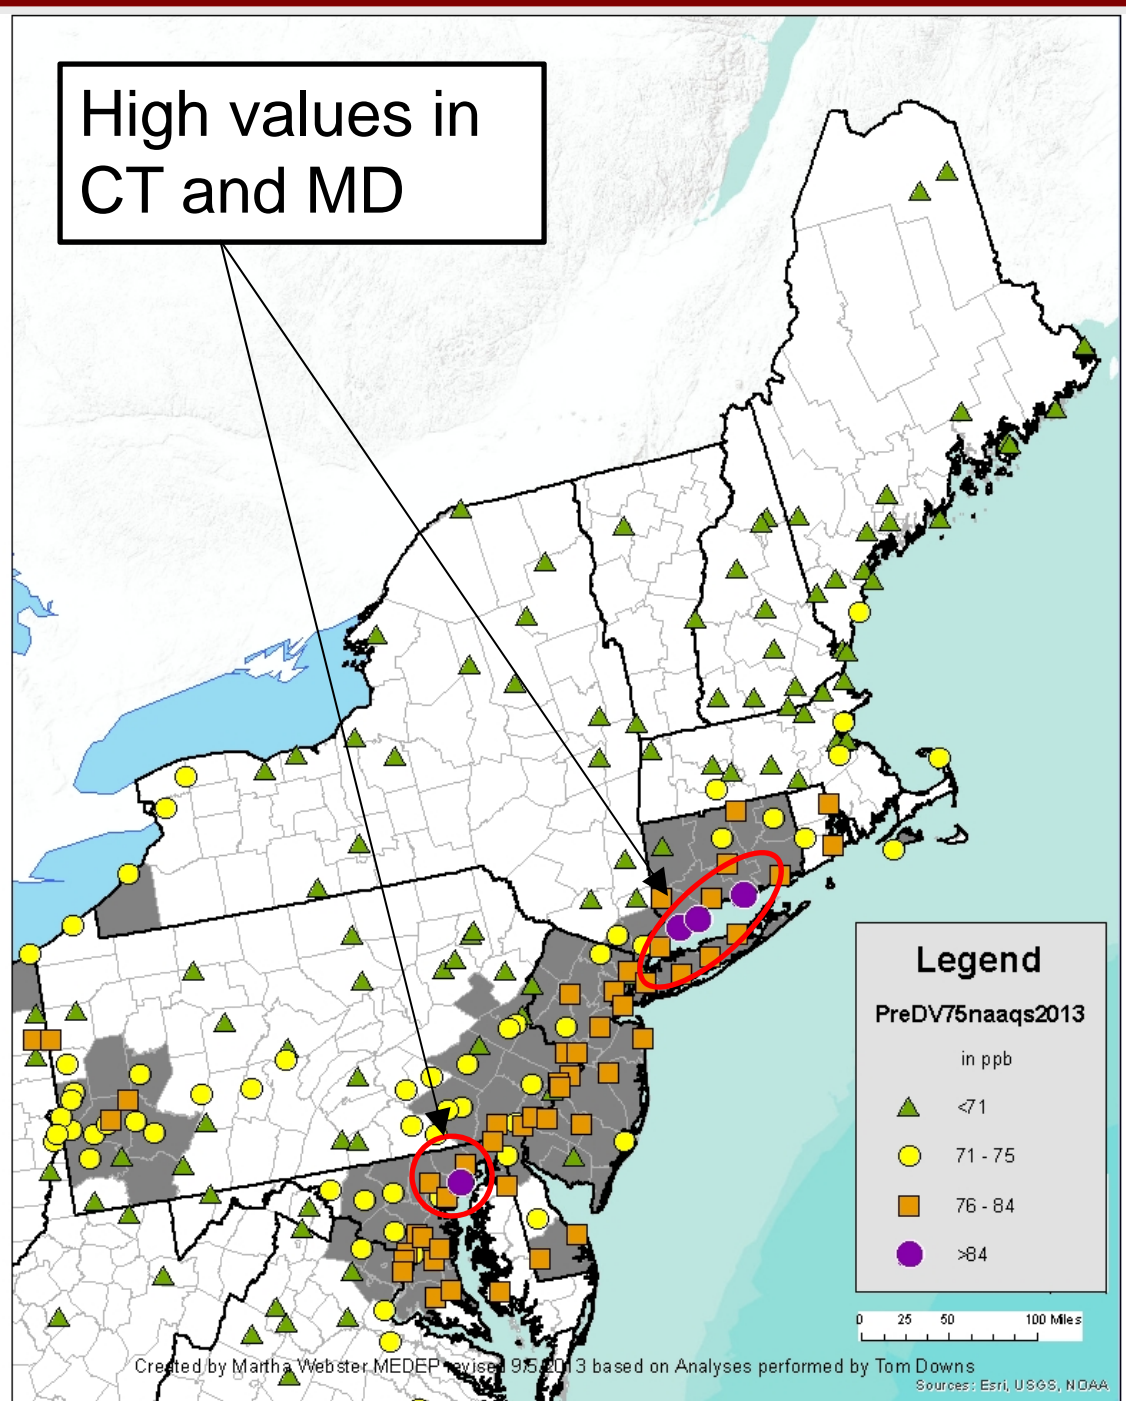 High values in
CT and MD
Legend
PreDV75naaqs2013
in ppb
<71
71 - 75
76 - 84
>84
0 25 50 100 Miles
Created by Martha Webster MEDEP revised 9.5.2013 based on Analyses performed by Tom Downs
Sources: Esri, USGS, NOAA